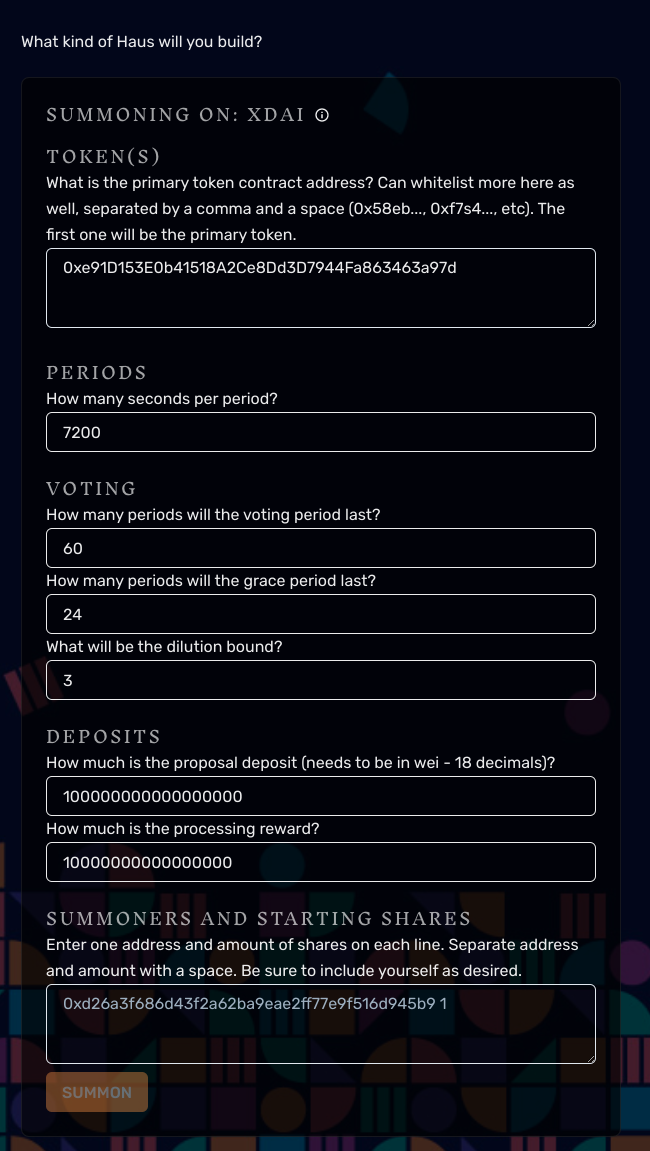 What kind of Haus will you build?
SUMMONING ON: XDAI
TOKEN(S)
What is the primary token contract address? Can whitelist more here as
well, separated by a comma and a space (0x58eb..., 0xf7s4..., etc). The
first one will be the primary token.
0xe91D153E0b41518A2Ce8Dd3D7944Fa863463a97d
PERIODS
How many seconds per period?
7200
VOTING
How many periods will the voting period last?
60
How many periods will the grace period last?
24
What will be the dilution bound?
3
DEPOSITS
How much is the proposal deposit (needs to be in wei - 18 decimals)?
100000000000000000
How much is the processing reward?
10000000000000000
SUMMONERS AND STARTING SHARES
Enter one address and amount of shares on each line. Separate address
and amount with a space. Be sure to include yourself as desired.
0xd26a3f686d43f2a62ba9eae2ff77e9f516d945b9 1
SUMMON